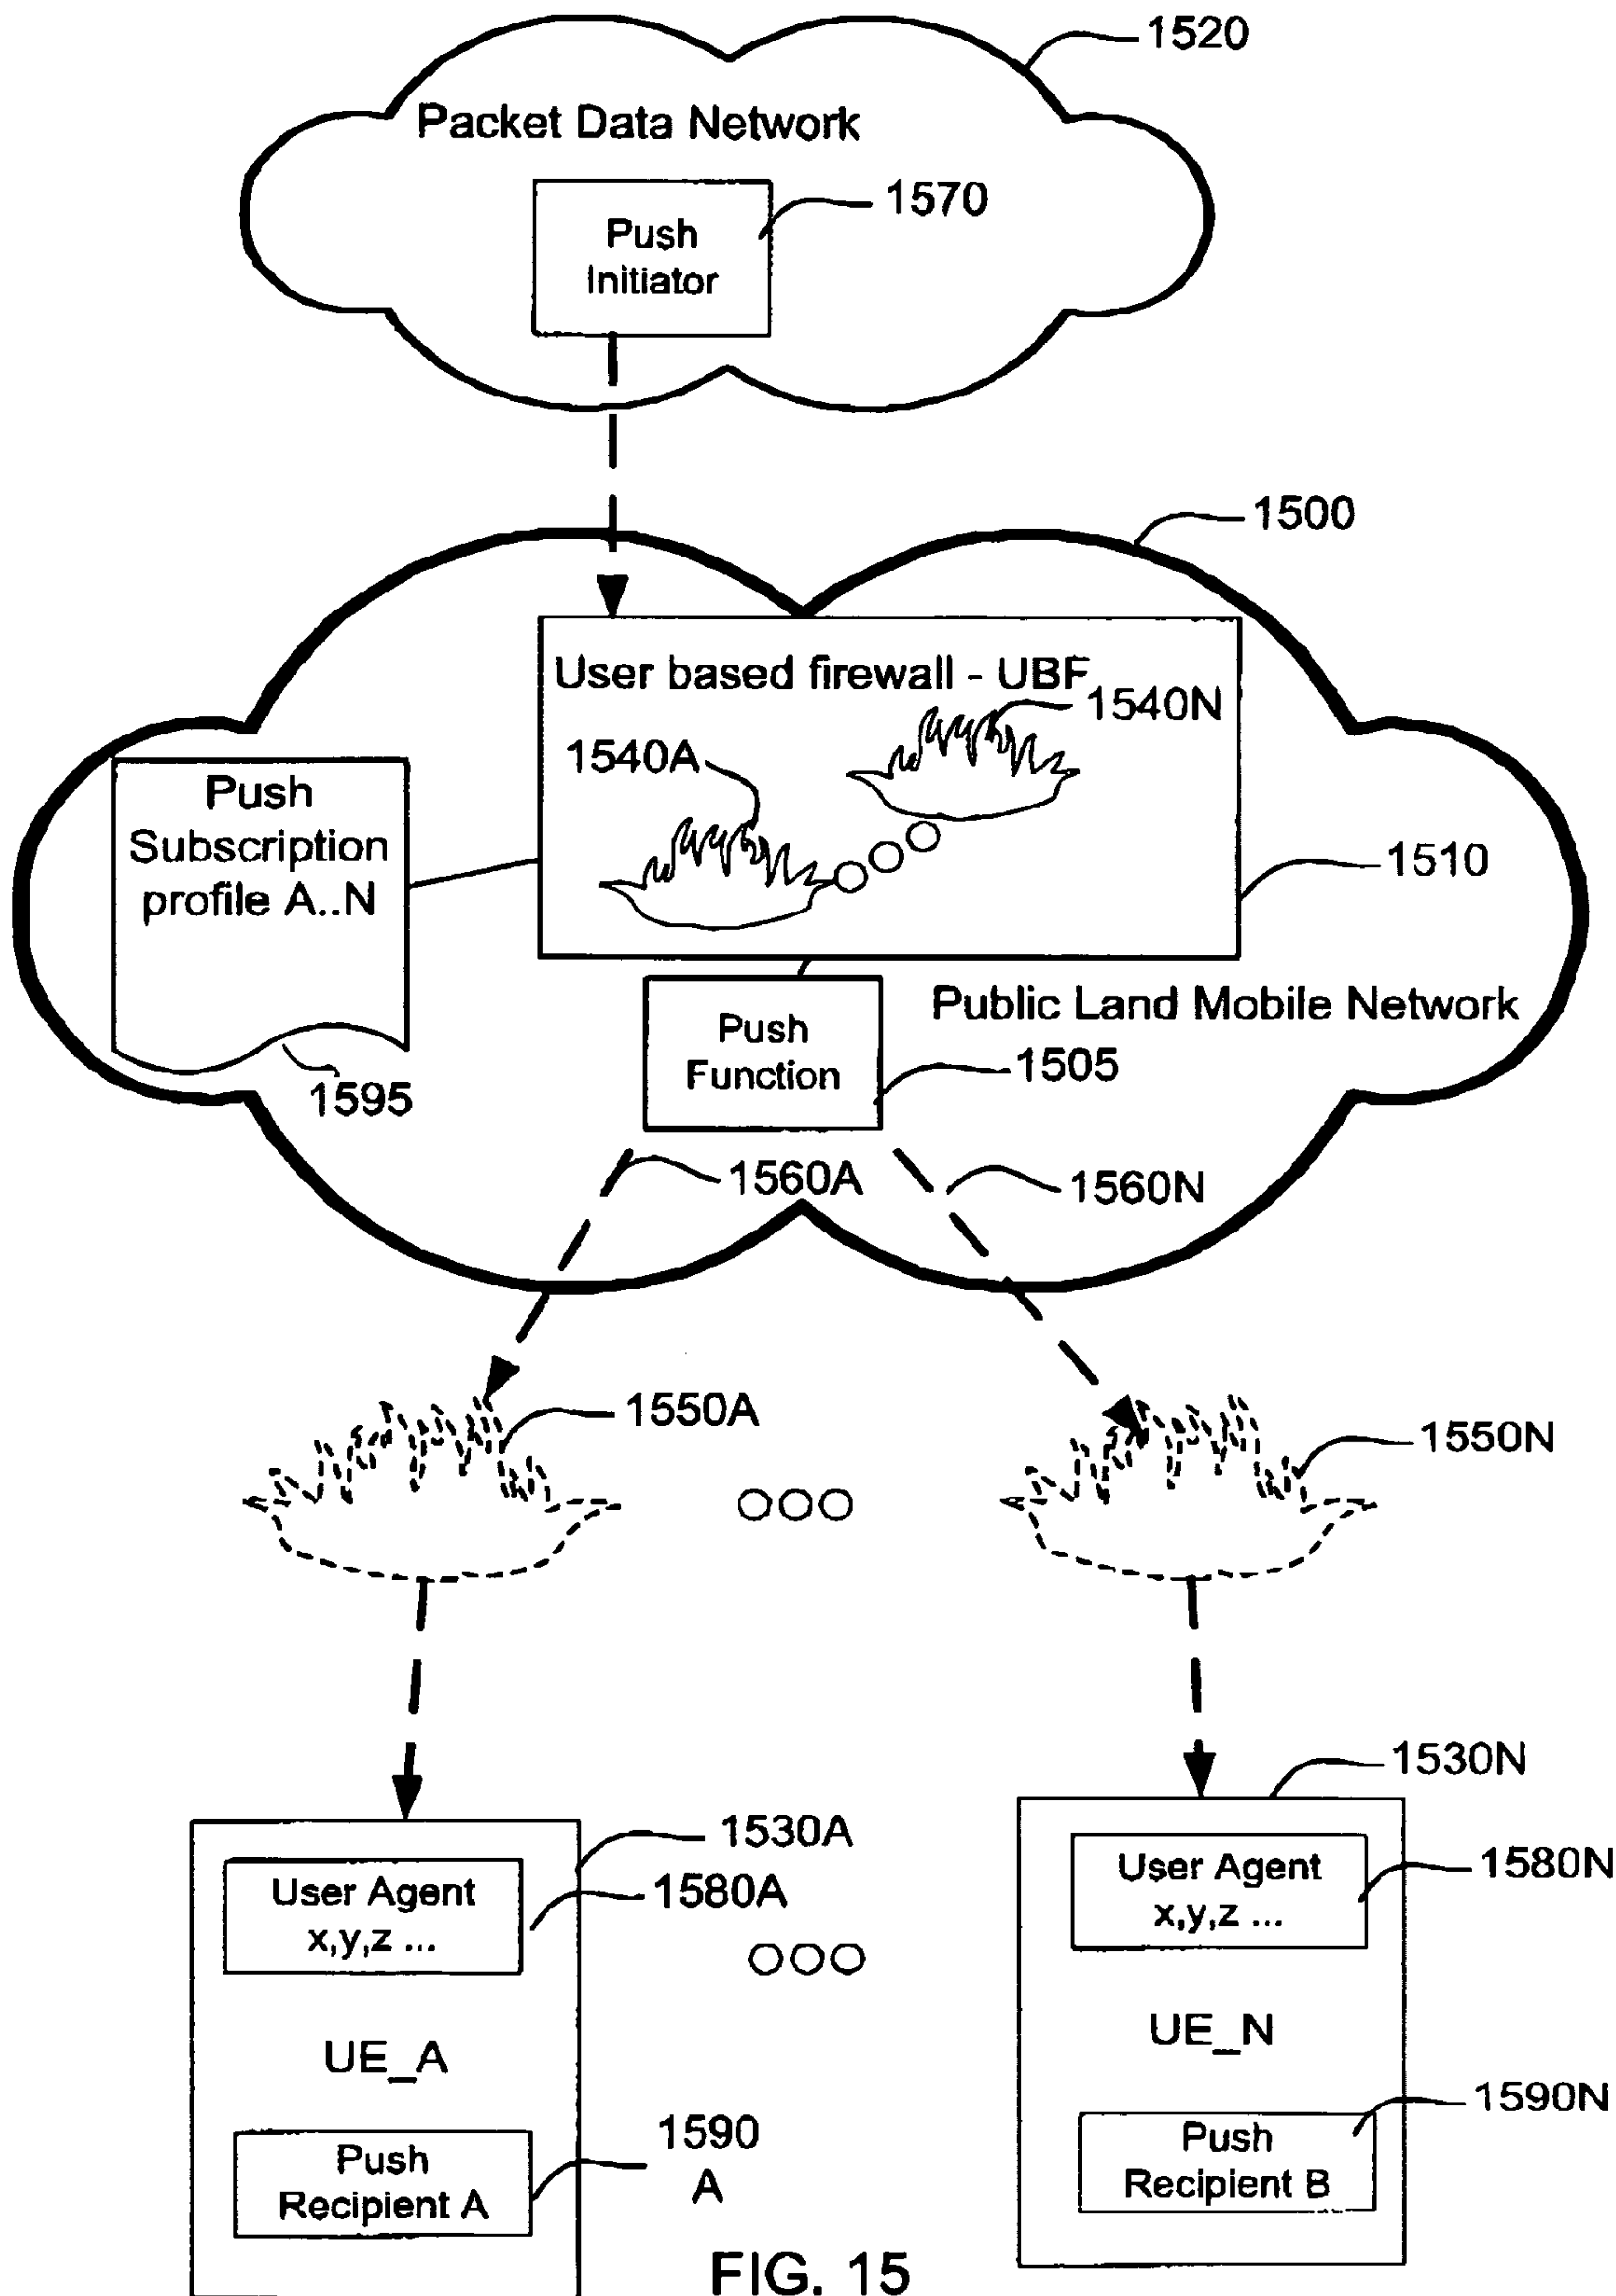 1520
Packet Data Network
1570
Push
Initiator
1500
User based firewall - UBF
1540N
1540A
Push
Subscription
profile A..N
1510
Public Land Mobile Network
Push
Function
1505
1595
1560A
1560N
1550A
1550N
1530N
1530A
User Agent
x,y,z ...
1580A
User Agent
x,y,z ...
1580N
UE_A
UE_N
1590N
Push
Recipient A
1590
A
Push
Recipient B
FIG. 15